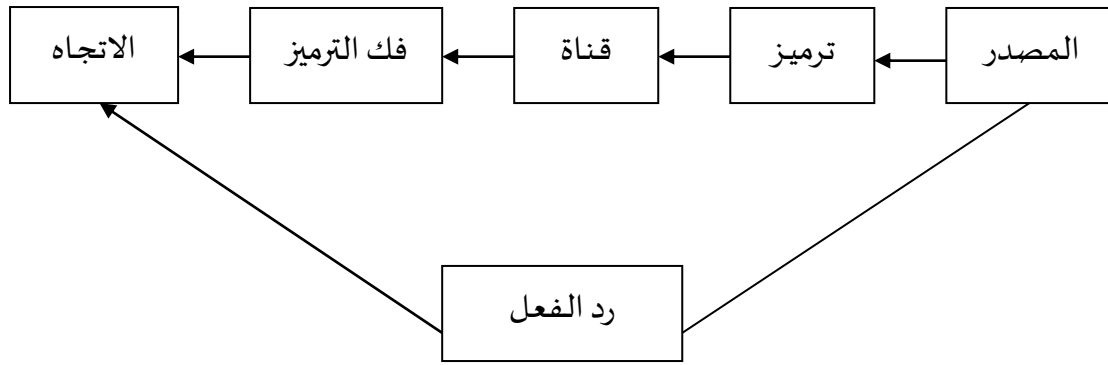 المصدر
ترميز
قناة
فك الترميز
الاتجاه
رد الفعل